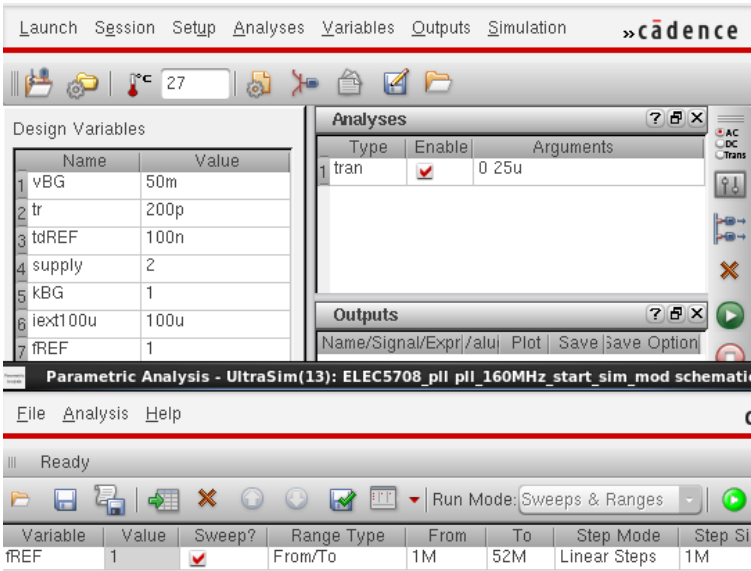 Launch Session Setup Analyses Variables Outputs Simulation cādence
°C 27
Design Variables
Name Value
1 vBG 50m
2 tr 200p
3 tdREF 100n
4 supply 2
5 kBG 1
6 iext100u 100u
7 fREF 1
Analyses ? X
Type Enable Arguments
1 tran 0 25u
AC
DC
Trans
Outputs ? X
Name/Signal/Expr Plot Save Option
Parametric Analysis - UltraSim(13): ELEC5708_pll pll_160MHz_start_sim_mod
File Analysis Help
Ready
Run Mode: Sweeps & Ranges
Variable Value Sweep? Range Type From To Step Mode Step
fREF 1 From/To 1M 52M Linear Steps 1M